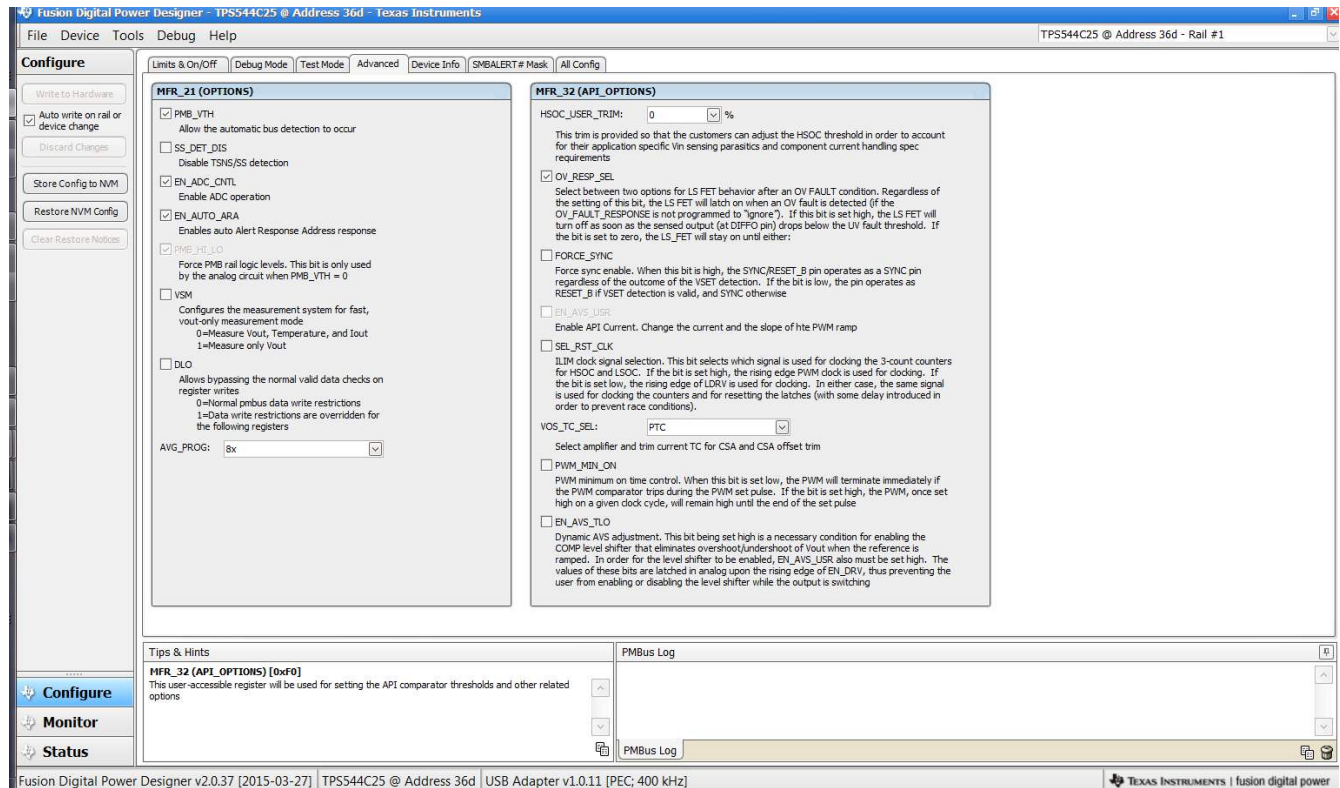 Fusion Digital Power Designer - TPS544C25 @ Address 36d - Texas Instruments
File Device Tools Debug Help
TPS544C25 @ Address 36d - Rail #1
Configure
Write to Hardware
Auto write on rail or
device change
Discard Changes
Store Config to NVM
Restore NVM Config
Clear Restore Notices
Limits & On/Off
Debug Mode
Test Mode
Advanced
Device Info
SMBALERT# Mask
All Config
MFR_21 (OPTIONS)
PMB_VTH
Allow the automatic bus detection to occur
SS_DET_DIS
Disable TSNS/SS detection
EN_ADC_CNTL
Enable ADC operation
EN_AUTO_ARA
Enables auto Alert Response Address response
PMB_HI_LO
Force PMB rail logic levels. This bit is only used
by the analog circuit when PMB_VTH = 0
VSM
Configures the measurement system for fast,
vout-only measurement mode
0=Measure Vout, Temperature, and Iout
1=Measure only Vout
DLO
Allows bypassing the normal valid data checks on
register writes
0=Normal pmbus data write restrictions
1=Data write restrictions are overridden for
the following registers
AVG_PROG: 8x
MFR_32 (API_OPTIONS)
HSOC_USER_TRIM: 0 %
This trim is provided so that the customers can adjust the HSOC threshold in order to account
for their application specific Vin sensing parasitics and component current handling spec
requirements
OV_RESP_SEL
Select between two options for LS FET behavior after an OV FAULT condition. Regardless of
the setting of this bit, the LS FET will latch on when an OV fault is detected (if the
OV_FAULT_RESPONSE is not programmed to "ignore"). If this bit is set high, the LS FET will
turn off as soon as the sensed output (at DIFFO pin) drops below the UV fault threshold. If
the bit is set to zero, the LS_FET will stay on until either:
FORCE_SYNC
Force sync enable. When this bit is high, the SYNC/RESET_B pin operates as a SYNC pin
regardless of the outcome of the VSET detection. If the bit is low, the pin operates as
RESET_B if VSET detection is valid, and SYNC otherwise
EN_AVS_USR
Enable API Current. Change the current and the slope of hte PWM ramp
SEL_RST_CLK
ILIM clock signal selection. This bit selects which signal is used for clocking the 3-count counters
for HSOC and LSOC. If the bit is set high, the rising edge PWM clock is used for clocking. If
the bit is set low, the rising edge of LDRV is used for clocking. In either case, the same signal
is used for clocking the counters and for resetting the latches (with some delay introduced in
order to prevent race conditions).
VOS_TC_SEL: PTC
Select amplifier and trim current TC for CSA and CSA offset trim
PWM_MIN_ON
PWM minimum on time control. When this bit is set low, the PWM will terminate immediately if
the PWM comparator trips during the PWM set pulse. If the bit is set high, the PWM, once set
high on a given clock cycle, will remain high until the end of the set pulse
EN_AVS_TLO
Dynamic AVS adjustment. This bit being set high is a necessary condition for enabling the
COMP level shifter that eliminates overshoot/undershoot of Vout when the reference is
ramped. In order for the level shifter to be enabled, EN_AVS_USR also must be set high. The
values of these bits are latched in analog upon the rising edge of EN_DRV, thus preventing the
user from enabling or disabling the level shifter while the output is switching
Configure
Monitor
Status
Tips & Hints
MFR_32 (API_OPTIONS) [0xF0]
This user-accessible register will be used for setting the API comparator thresholds and other related
options
PMBus Log
PMBus Log
Fusion Digital Power Designer v2.0.37 [2015-03-27]
TPS544C25 @ Address 36d
USB Adapter v1.0.11 [PEC; 400 kHz]
TEXAS INSTRUMENTS | fusion digital power